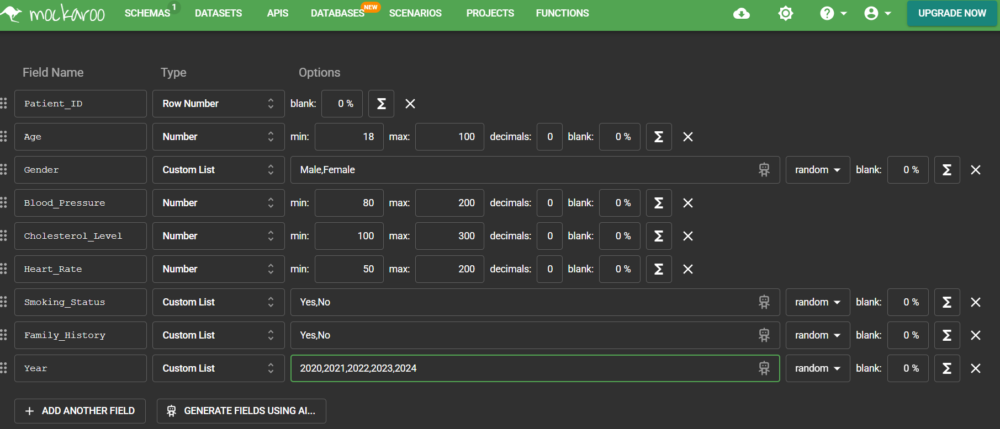 mockaroo SCHEMAS 1 DATASETS APIS DATABASES NEW SCENARIOS PROJECTS FUNCTIONS UPGRADE NOW
Field Name Type Options
Patient_ID Row Number blank: 0 % Σ
Age Number min: 18 max: 100 decimals: 0 blank: 0 % Σ
Gender Custom List Male,Female random blank: 0 % Σ
Blood_Pressure Number min: 80 max: 200 decimals: 0 blank: 0 % Σ
Cholesterol_Level Number min: 100 max: 300 decimals: 0 blank: 0 % Σ
Heart_Rate Number min: 50 max: 200 decimals: 0 blank: 0 % Σ
Smoking_Status Custom List Yes,No random blank: 0 % Σ
Family_History Custom List Yes,No random blank: 0 % Σ
Year Custom List 2020,2021,2022,2023,2024 random blank: 0 % Σ
+ ADD ANOTHER FIELD GENERATE FIELDS USING AI...